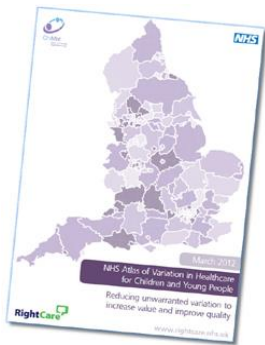 ChiMat
NHS
March 2012
NHS Atlas of Variation in Healthcare
for Children and Young People
Reducing unwarranted variation to
increase value and improve quality
RightCare
www.rightcare.nhs.uk